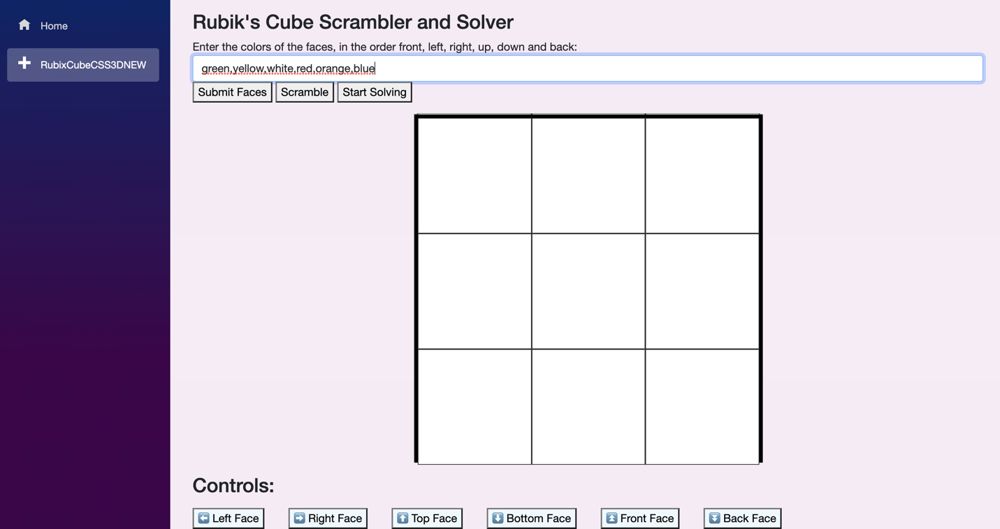 Home
RubixCubeCSS3DNEW
Rubik's Cube Scrambler and Solver
Enter the colors of the faces, in the order front, left, right, up, down and back:
green,yellow,white,red,orange,blue
Submit Faces Scramble Start Solving
Controls:
Left Face Right Face Top Face Bottom Face Front Face Back Face